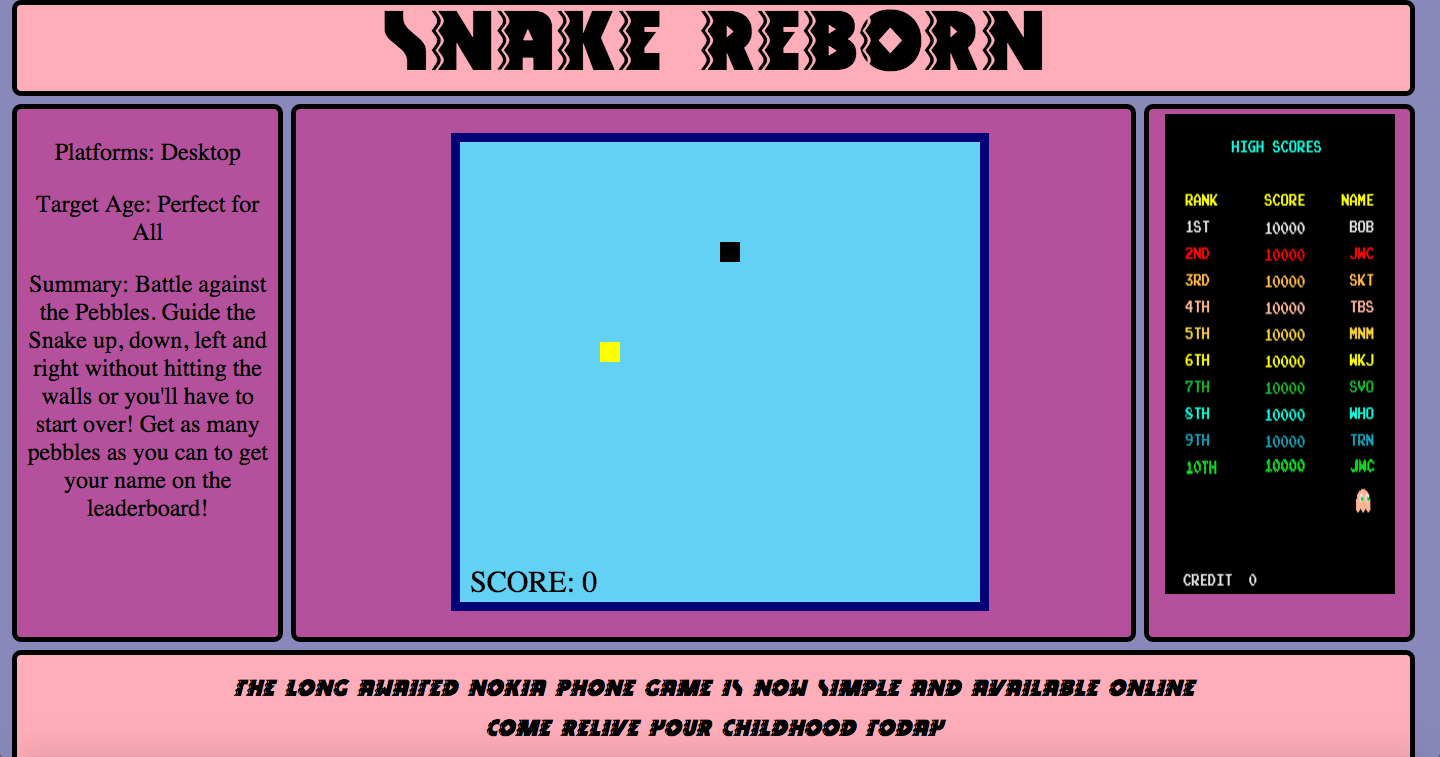 SNAKE REBORN
Platforms: Desktop
Target Age: Perfect for
All
Summary: Battle against
the Pebbles. Guide the
Snake up, down, left and
right without hitting the
walls or you'll have to
start over! Get as many
pebbles as you can to get
your name on the
leaderboard!
SCORE: 0
HIGH SCORES
RANK SCORE NAME
1ST 10000 BOB
2ND 10000 JWC
3RD 10000 SKT
4TH 10000 TBS
5TH 10000 MNM
6TH 10000 WKJ
7TH 10000 SVO
8TH 10000 WHO
9TH 10000 TRN
10TH 10000 JWC
CREDIT 0
THE LONG AWAITED NOKIA PHONE GAME IS NOW SIMPLE AND AVAILABLE ONLINE
COME RELIVE YOUR CHILDHOOD TODAY